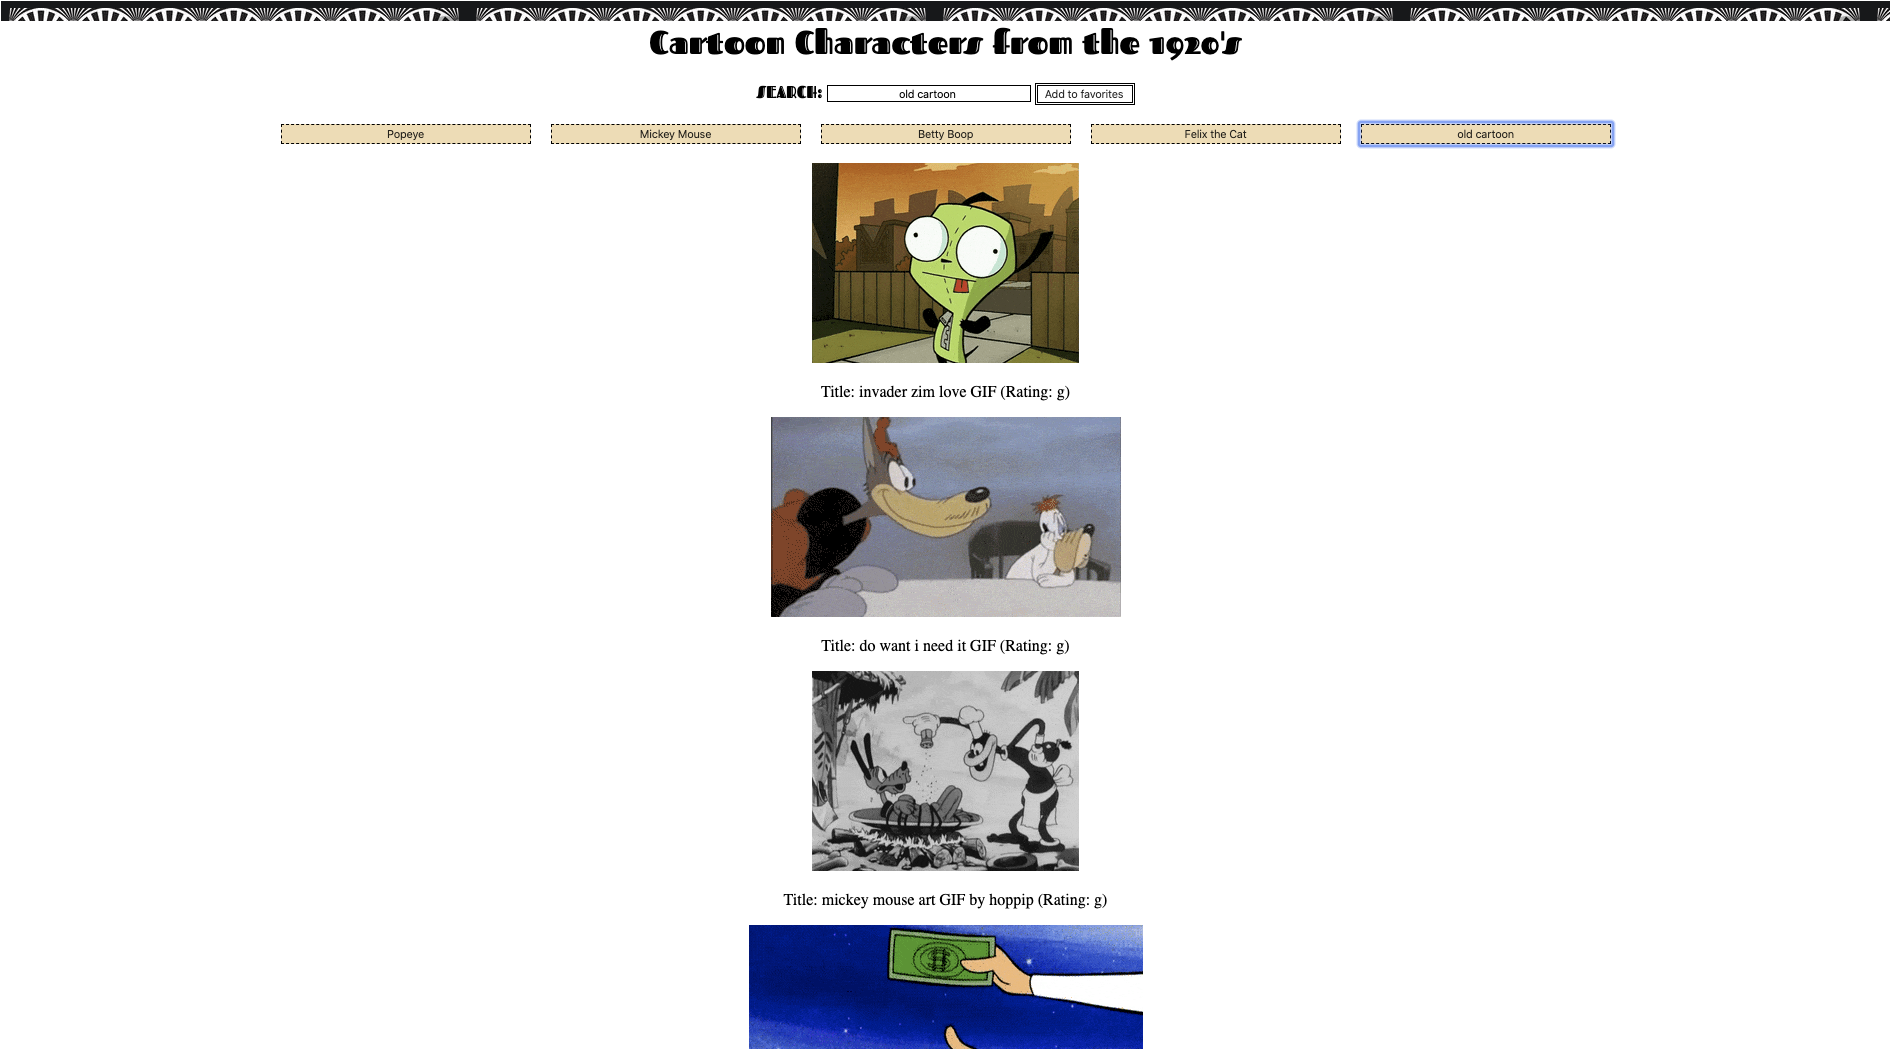 Cartoon Characters from the 1920's
SEARCH: old cartoon Add to favorites
Popeye Mickey Mouse Betty Boop Felix the Cat old cartoon
Title: invader zim love GIF (Rating: g)
Title: do want i need it GIF (Rating: g)
Title: mickey mouse art GIF by hoppip (Rating: g)
$